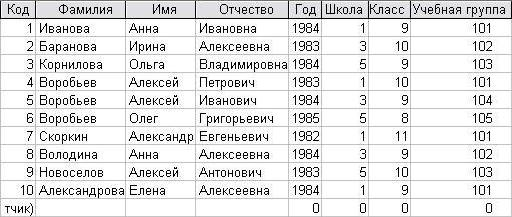 Код Фамилия Имя Отчество Год Школа Класс Учебная группа
1 Иванова Анна Ивановна 1984 1 9 101
2 Баранова Ирина Алексеевна 1983 3 10 102
3 Корнилова Ольга Владимировна 1984 5 9 103
4 Воробьев Алексей Петрович 1983 1 10 101
5 Воробьев Алексей Иванович 1984 3 9 104
6 Воробьев Олег Григорьевич 1985 5 8 105
7 Скоркин Александр Евгеньевич 1982 1 11 101
8 Володина Анна Алексеевна 1984 3 9 102
9 Новоселов Алексей Антонович 1983 5 10 103
10 Александрова Елена Алексеевна 1984 1 9 101
тчик) 0 0 0 0